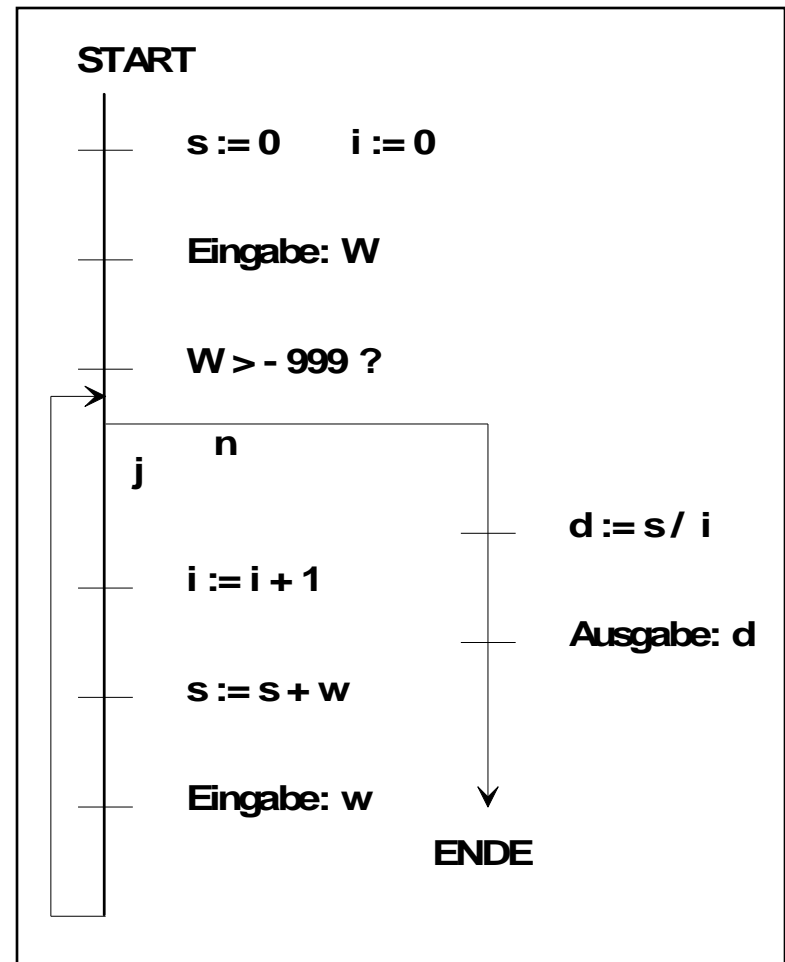 START
s := 0 i := 0
Eingabe: W
W > - 999 ?
n
j
d := s / i
i := i + 1
Ausgabe: d
s := s + w
Eingabe: w
ENDE